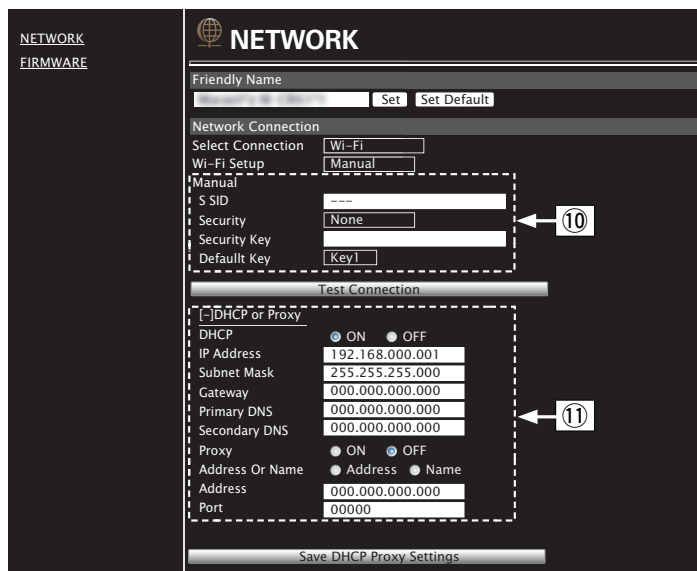 NETWORK
FIRMWARE
NETWORK
Friendly Name
Set Set Default
Network Connection
Select Connection Wi-Fi
Wi-Fi Setup Manual
Manual
S SID ---
Security None
Security Key
Defaullt Key Key1
⑩
Test Connection
[-]DHCP or Proxy
DHCP ON OFF
IP Address 192.168.000.001
Subnet Mask 255.255.255.000
Gateway 000.000.000.000
Primary DNS 000.000.000.000
Secondary DNS 000.000.000.000
⑪
Proxy ON OFF
Address Or Name Address Name
Address 000.000.000.000
Port 00000
Save DHCP Proxy Settings